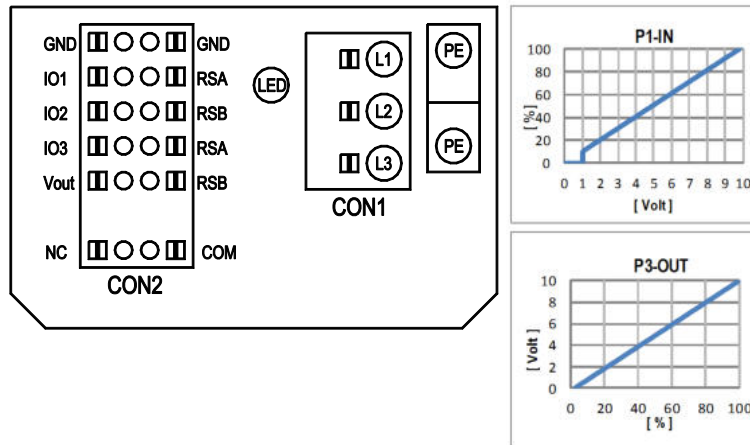 GND GND
IO1 RSA
IO2 RSB
IO3 RSA
Vout RSB
NC COM
CON2
LED
L1
L2
L3
CON1
PE
PE
P1-IN
[%]
100
80
60
40
20
0
0 1 2 3 4 5 6 7 8 9 10
[ Volt ]
P3-OUT
[ Volt ]
10
8
6
4
2
0
0 20 40 60 80 100
[ % ]